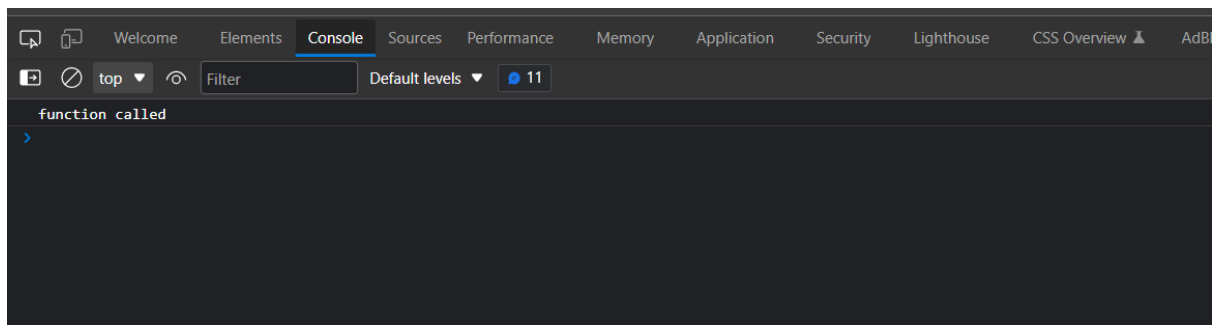 Welcome Elements Console Sources Performance Memory Application Security Lighthouse CSS Overview
top Filter Default levels 11
function called